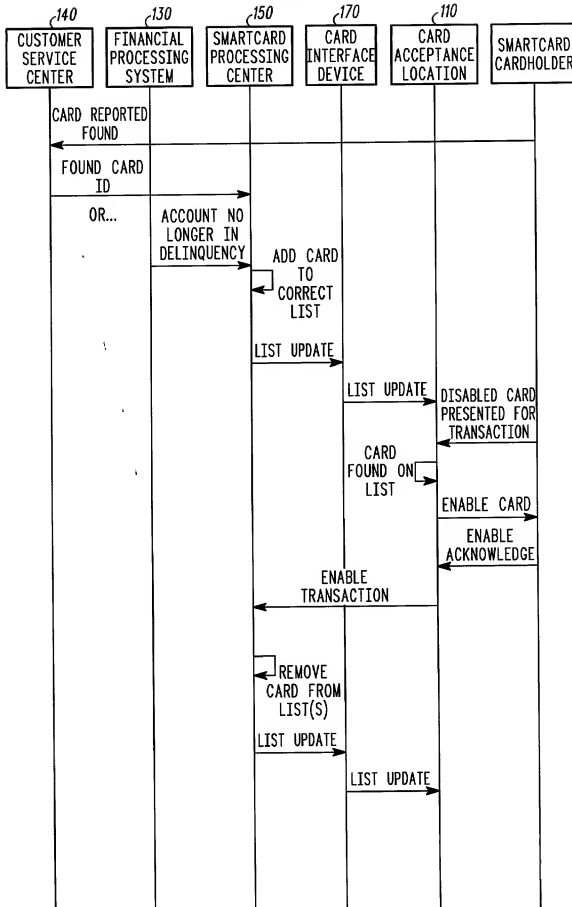 140
130
150
170
110
CUSTOMER
SERVICE
CENTER
FINANCIAL
PROCESSING
SYSTEM
SMARTCARD
PROCESSING
CENTER
CARD
INTERFACE
DEVICE
CARD
ACCEPTANCE
LOCATION
SMARTCARD
CARDHOLDER
CARD REPORTED
FOUND
FOUND CARD
ID
OR...
ACCOUNT NO
LONGER IN
DELINQUENCY
ADD CARD
TO
CORRECT
LIST
LIST UPDATE
LIST UPDATE
DISABLED CARD
PRESENTED FOR
TRANSACTION
CARD
FOUND ON
LIST
ENABLE CARD
ENABLE
ACKNOWLEDGE
ENABLE
TRANSACTION
REMOVE
CARD FROM
LIST(S)
LIST UPDATE
LIST UPDATE